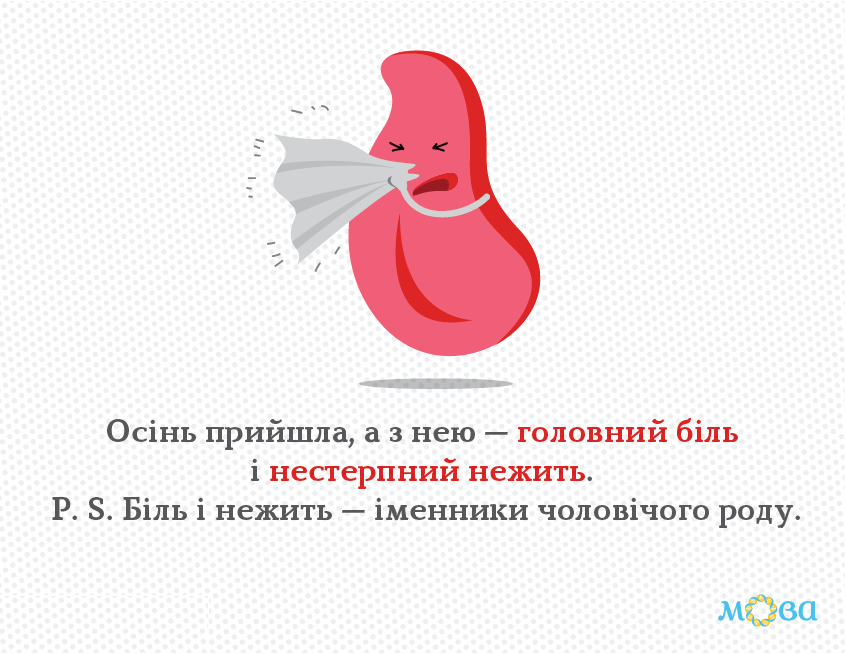 Осінь прийшла, а з нею — головний біль
і нестерпний нежить.
P. S. Біль і нежить — іменники чоловічого роду.
мова